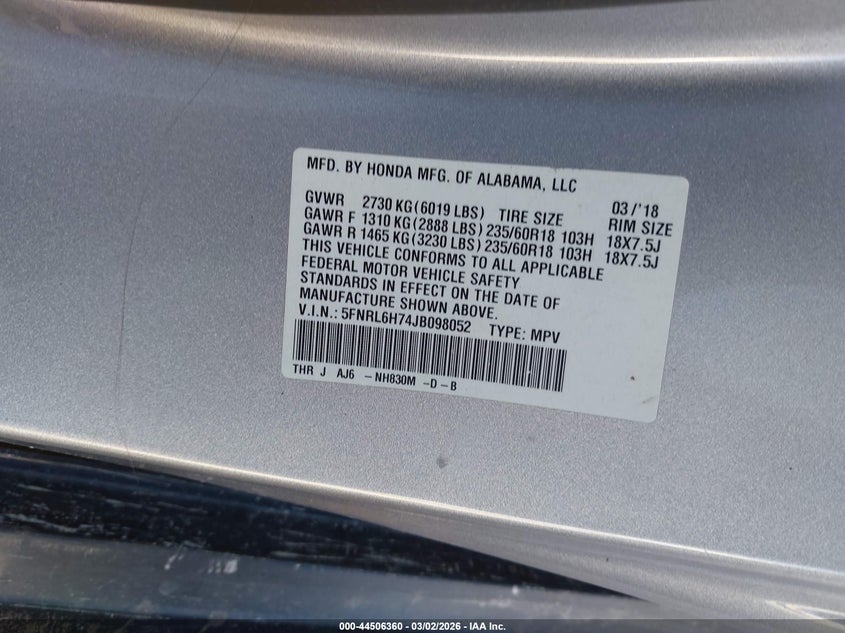 MFD. BY HONDA MFG. OF ALABAMA, LLC
GVWR 2730 KG (6019 LBS) TIRE SIZE 03/'18 RIM SIZE
GAWR F 1310 KG (2888 LBS) 235/60R18 103H 18X7.5J
GAWR R 1465 KG (3230 LBS) 235/60R18 103H 18X7.5J
THIS VEHICLE CONFORMS TO ALL APPLICABLE
FEDERAL MOTOR VEHICLE SAFETY
STANDARDS IN EFFECT ON THE DATE OF
MANUFACTURE SHOWN ABOVE.
V.I.N.: 5FNRL6H74JB098052 TYPE: MPV
THR J AJ6 - NH830M - D - B
000-44506360 - 03/02/2026 - IAA Inc.